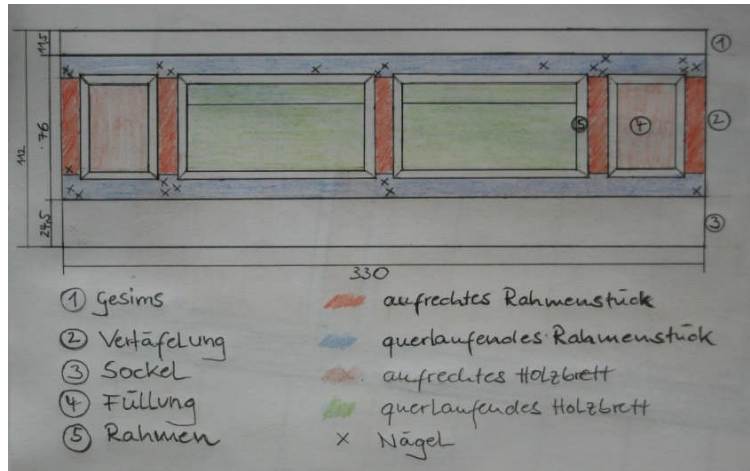 11,5
①
76
112
⑤
④
②
24,5
③
330
① Gesims
aufrechtes Rahmenstück
② Vertäfelung
querlaufendes Rahmenstück
③ Sockel
aufrechtes Holzbrett
④ Füllung
querlaufendes Holzbrett
⑤ Rahmen
x Nägel